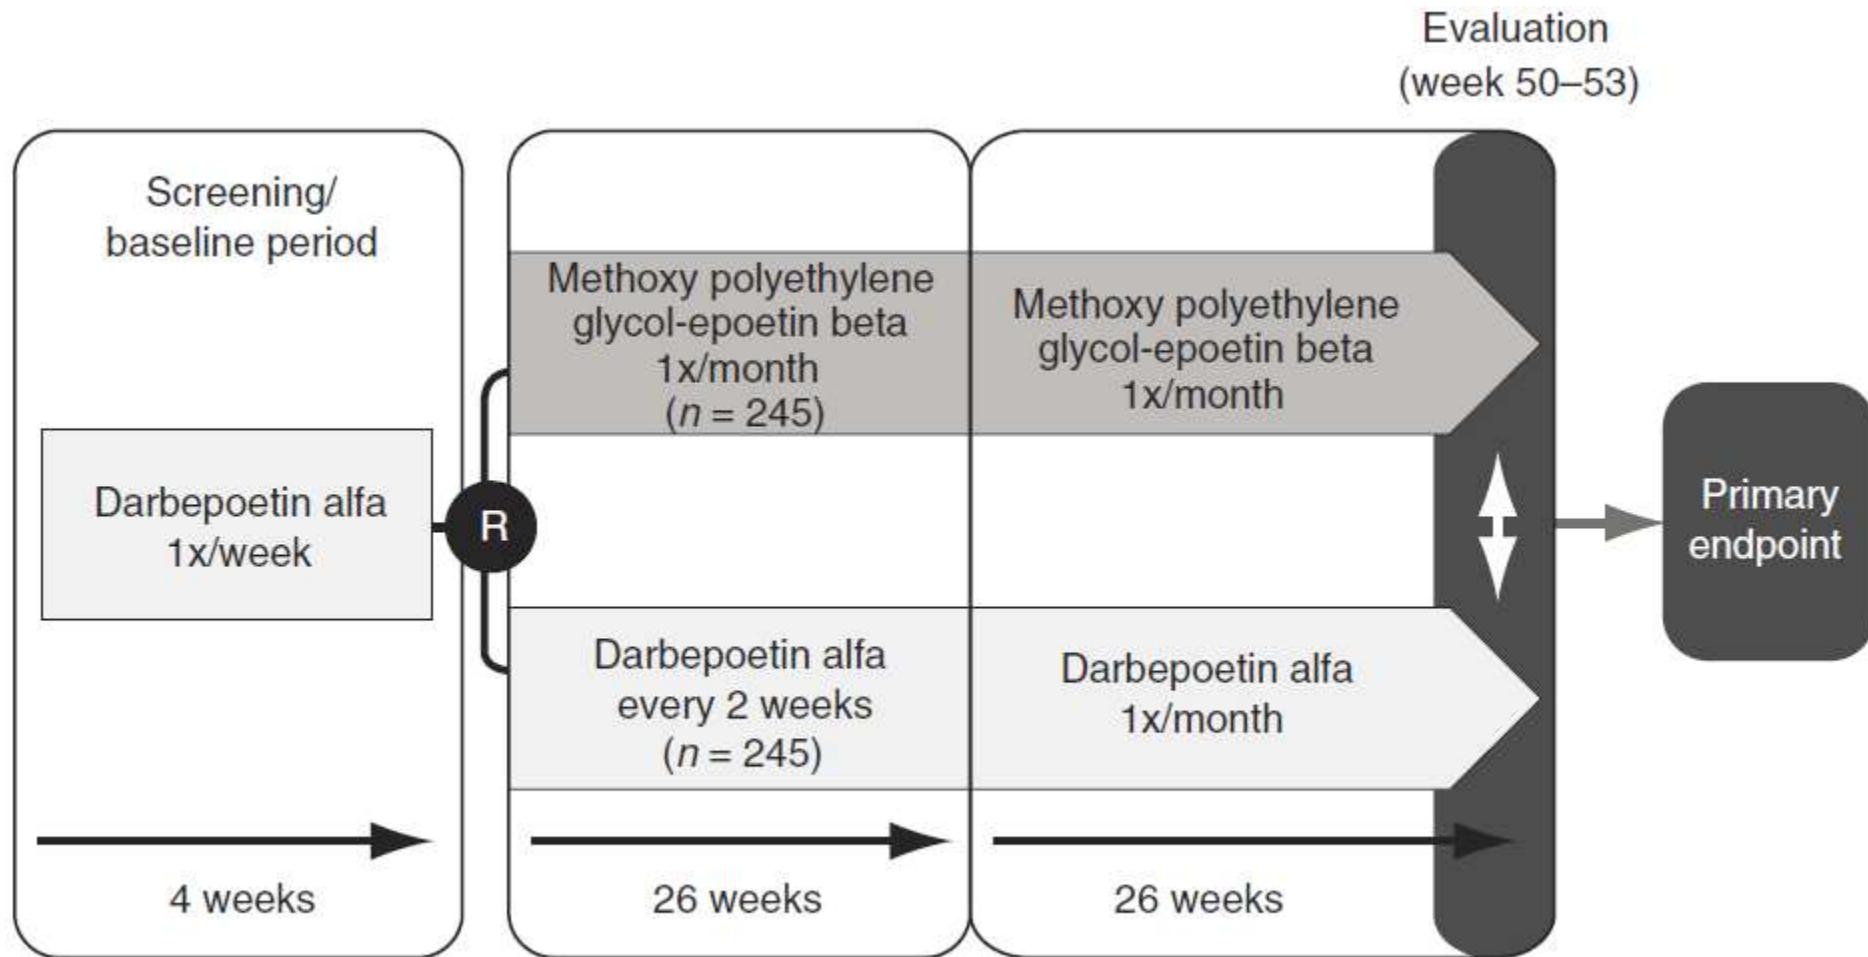 Evaluation
(week 50–53)
Screening/
baseline period
Darbepoetin alfa
1x/week
R
Methoxy polyethylene
glycol-epoetin beta
1x/month
(n = 245)
Methoxy polyethylene
glycol-epoetin beta
1x/month
Darbepoetin alfa
every 2 weeks
(n = 245)
Darbepoetin alfa
1x/month
Primary
endpoint
4 weeks
26 weeks
26 weeks